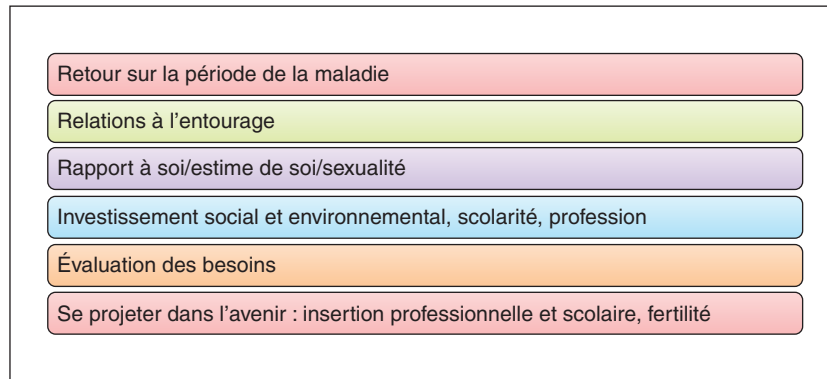 Retour sur la période de la maladie
Relations à l'entourage
Rapport à soi/estime de soi/sexualité
Investissement social et environnemental, scolarité, profession
Évaluation des besoins
Se projeter dans l'avenir : insertion professionnelle et scolaire, fertilité